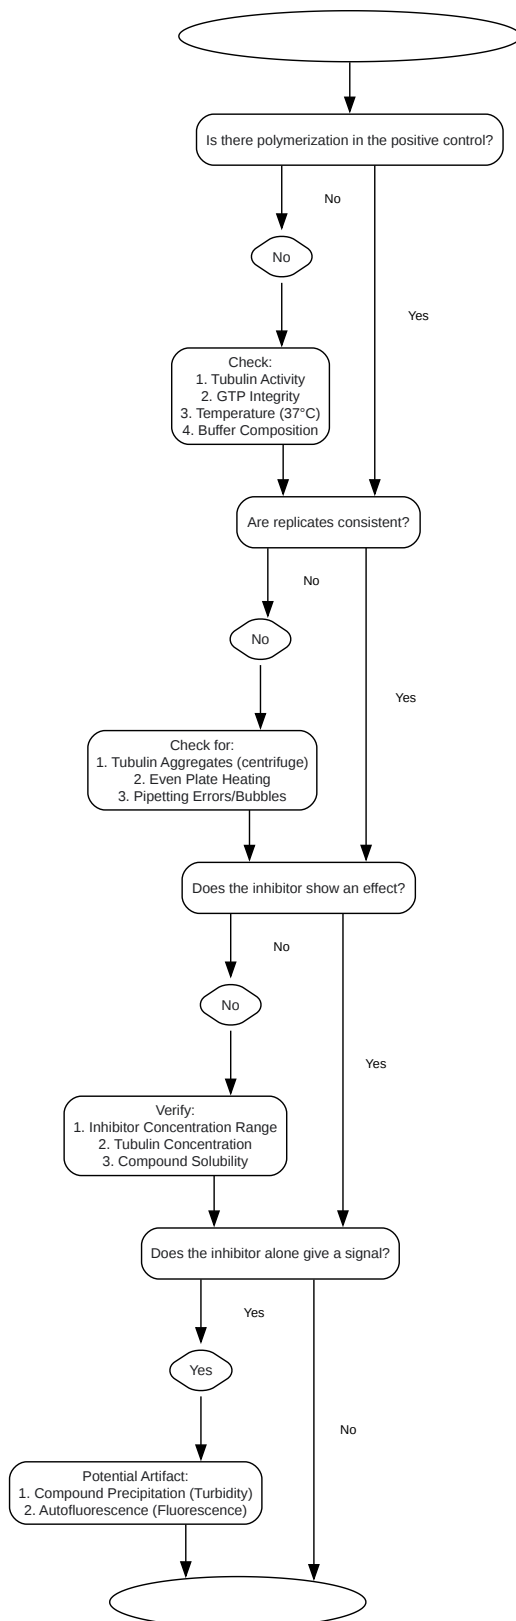 Is there polymerization in the positive control?
No
No
Yes
Check:
1. Tubulin Activity
2. GTP Integrity
3. Temperature (37°C)
4. Buffer Composition
Are replicates consistent?
No
No
Yes
Check for:
1. Tubulin Aggregates (centrifuge)
2. Even Plate Heating
3. Pipetting Errors/Bubbles
Does the inhibitor show an effect?
No
No
Yes
Verify:
1. Inhibitor Concentration Range
2. Tubulin Concentration
3. Compound Solubility
Does the inhibitor alone give a signal?
Yes
Yes
No
Potential Artifact:
1. Compound Precipitation (Turbidity)
2. Autofluorescence (Fluorescence)